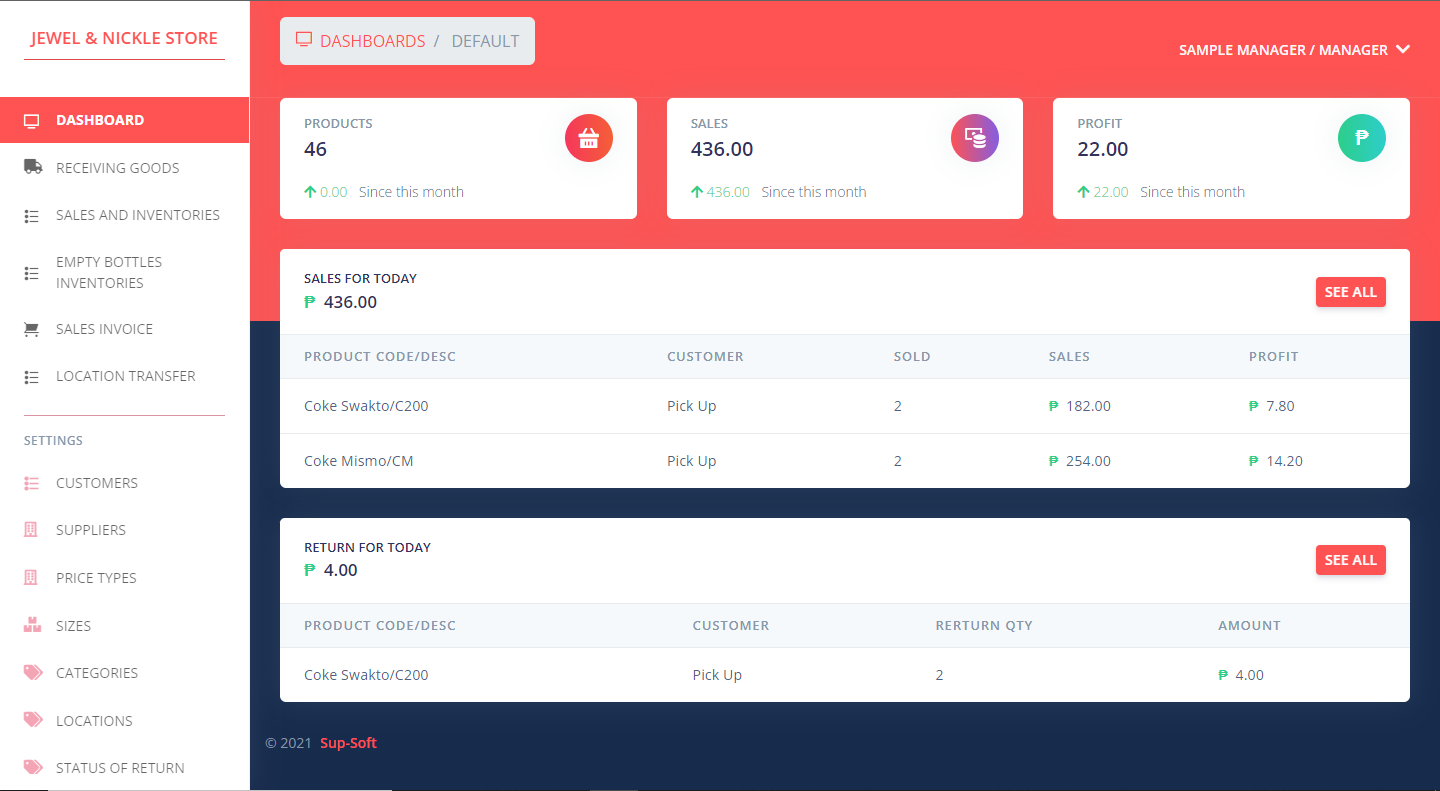 JEWEL & NICKLE STORE
DASHBOARD
RECEIVING GOODS
SALES AND INVENTORIES
EMPTY BOTTLES
INVENTORIES
SALES INVOICE
LOCATION TRANSFER
SETTINGS
CUSTOMERS
SUPPLIERS
PRICE TYPES
SIZES
CATEGORIES
LOCATIONS
STATUS OF RETURN
DASHBOARDS / DEFAULT
SAMPLE MANAGER / MANAGER
PRODUCTS
46
0.00 Since this month
SALES
436.00
436.00 Since this month
PROFIT
22.00
₱
22.00 Since this month
SALES FOR TODAY
₱ 436.00
SEE ALL
PRODUCT CODE/DESC CUSTOMER SOLD SALES PROFIT
Coke Swakto/C200 Pick Up 2 ₱ 182.00 ₱ 7.80
Coke Mismo/CM Pick Up 2 ₱ 254.00 ₱ 14.20
RETURN FOR TODAY
₱ 4.00
SEE ALL
PRODUCT CODE/DESC CUSTOMER RERTURN QTY AMOUNT
Coke Swakto/C200 Pick Up 2 ₱ 4.00
© 2021 Sup-Soft